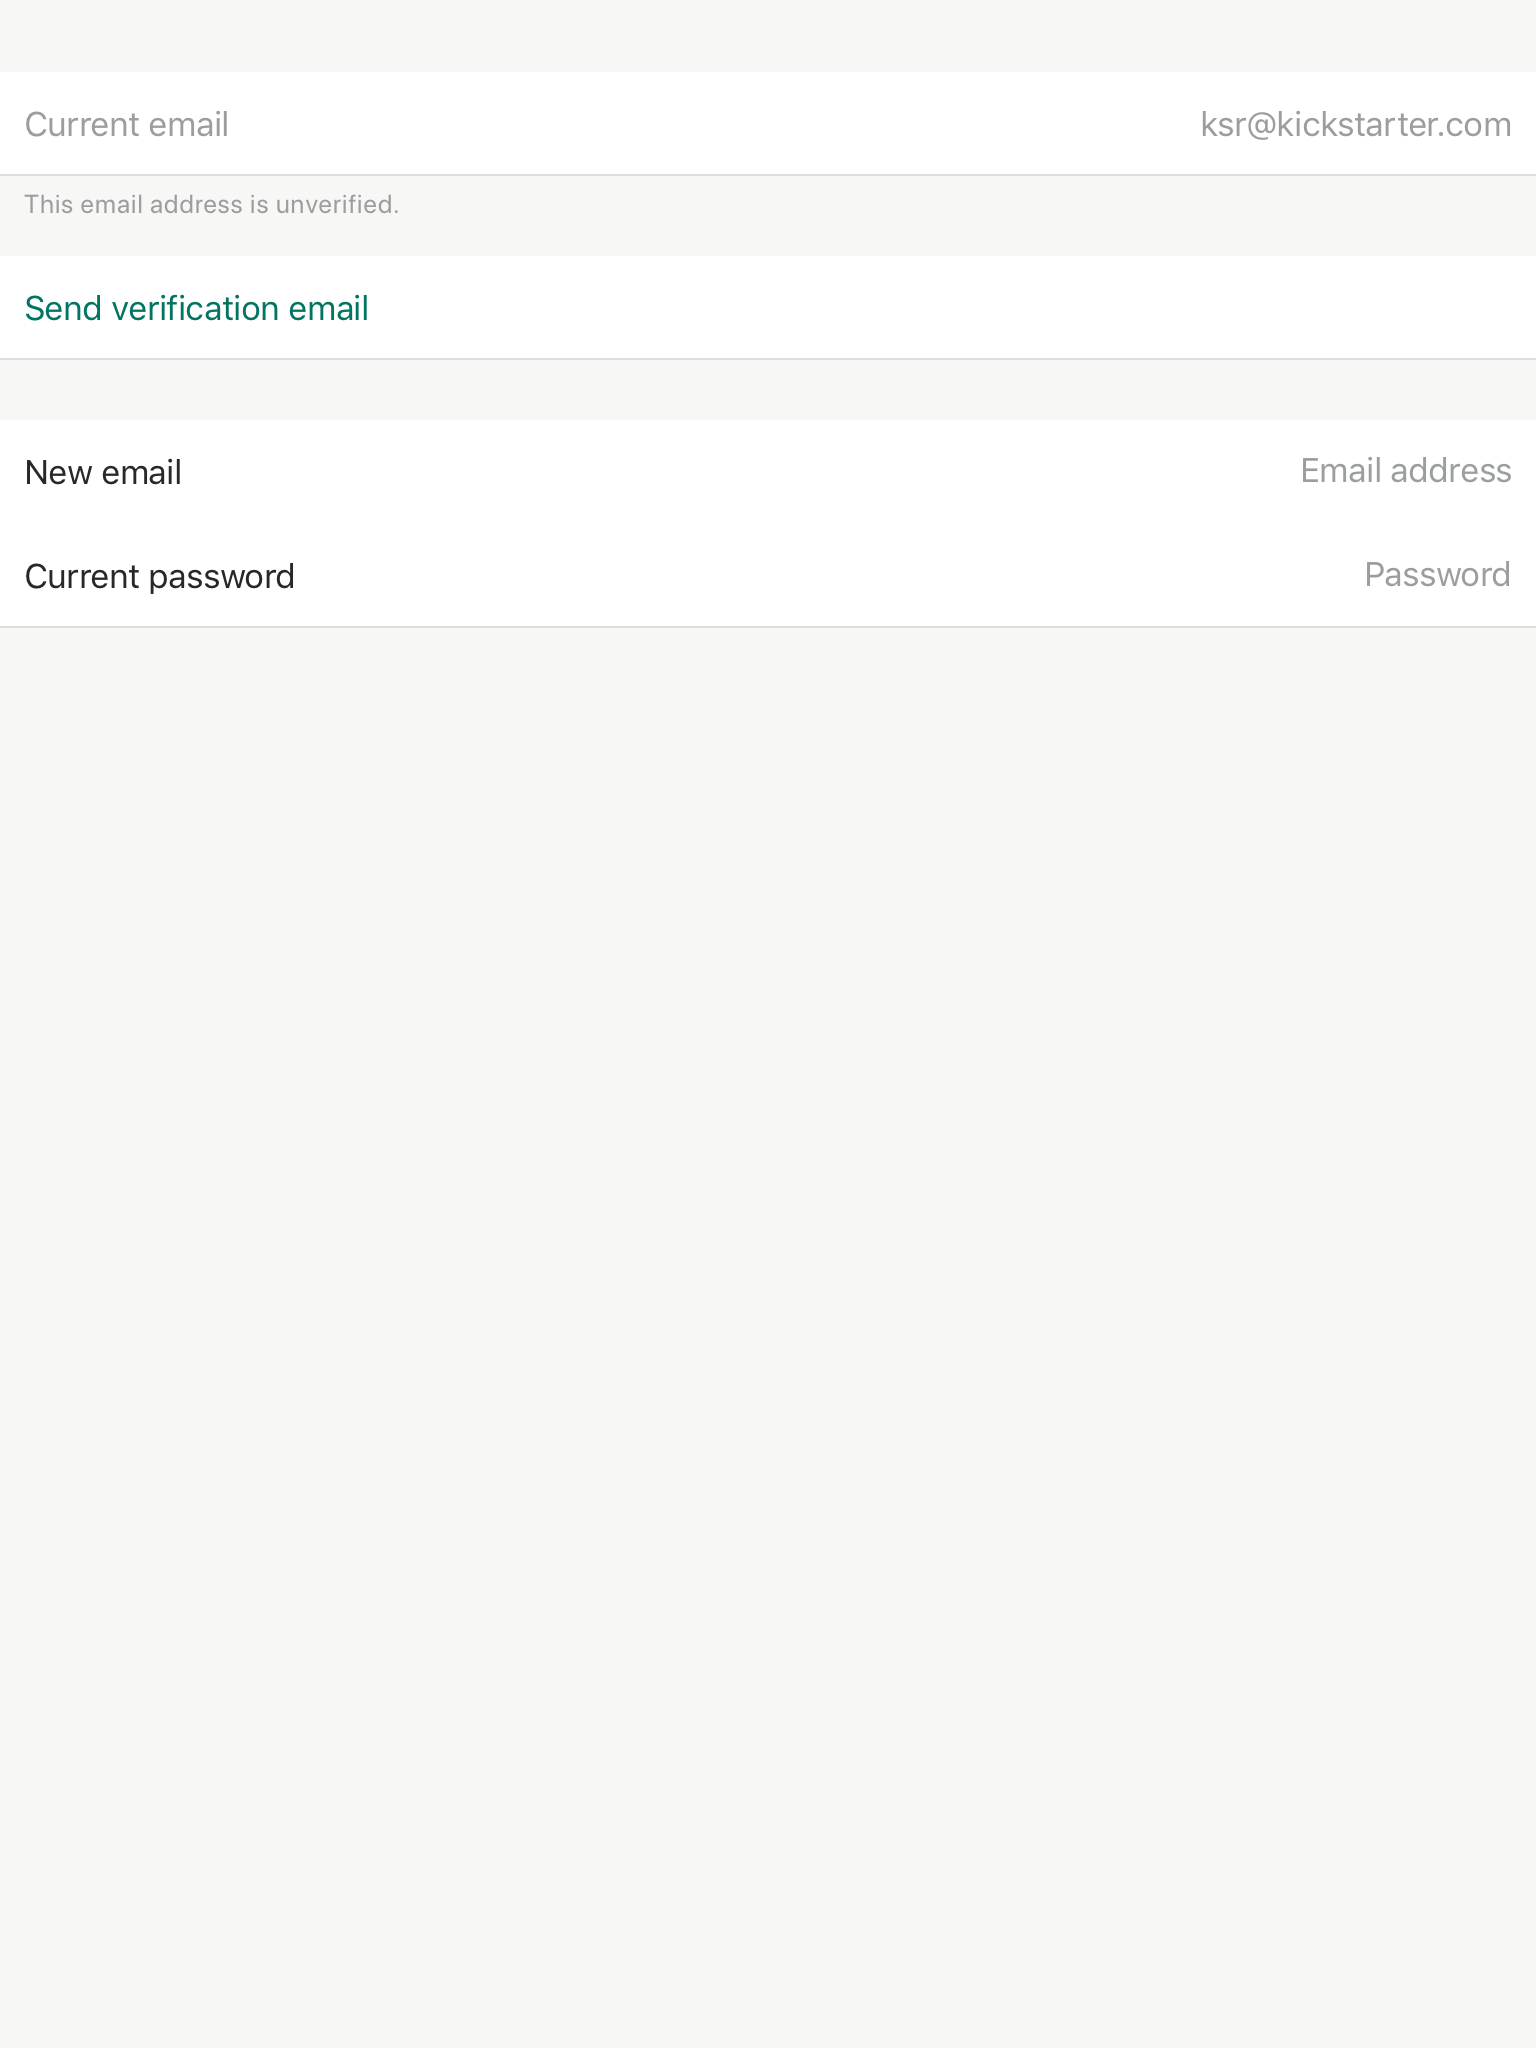 Current email ksr@kickstarter.com
This email address is unverified.
Send verification email
New email Email address
Current password Password